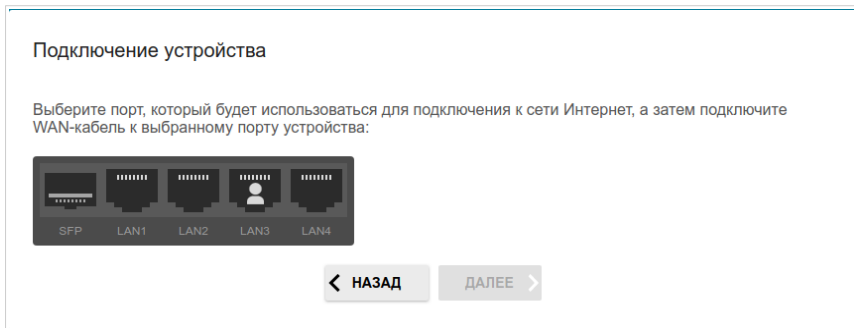 Подключение устройства
Выберите порт, который будет использоваться для подключения к сети Интернет, а затем подключите
WAN-кабель к выбранному порту устройства:
SFP LAN1 LAN2 LAN3 LAN4
НАЗАД ДАЛЕЕ